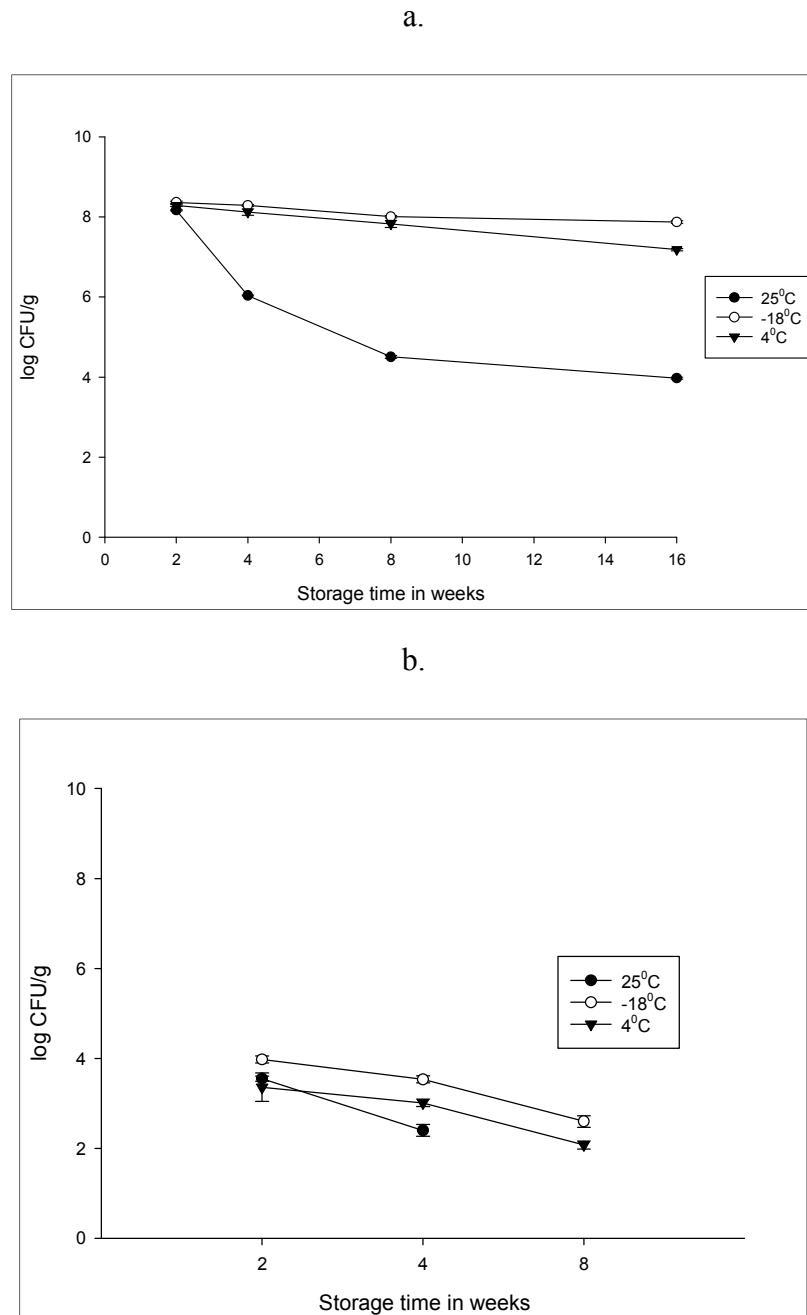 a.
10
8
6
4
2
0
log CFU/g
0 2 4 6 8 10 12 14 16
Storage time in weeks
25⁰C
-18⁰C
4⁰C
b.
10
8
6
4
2
0
log CFU/g
2 4 8
Storage time in weeks
25⁰C
-18⁰C
4⁰C